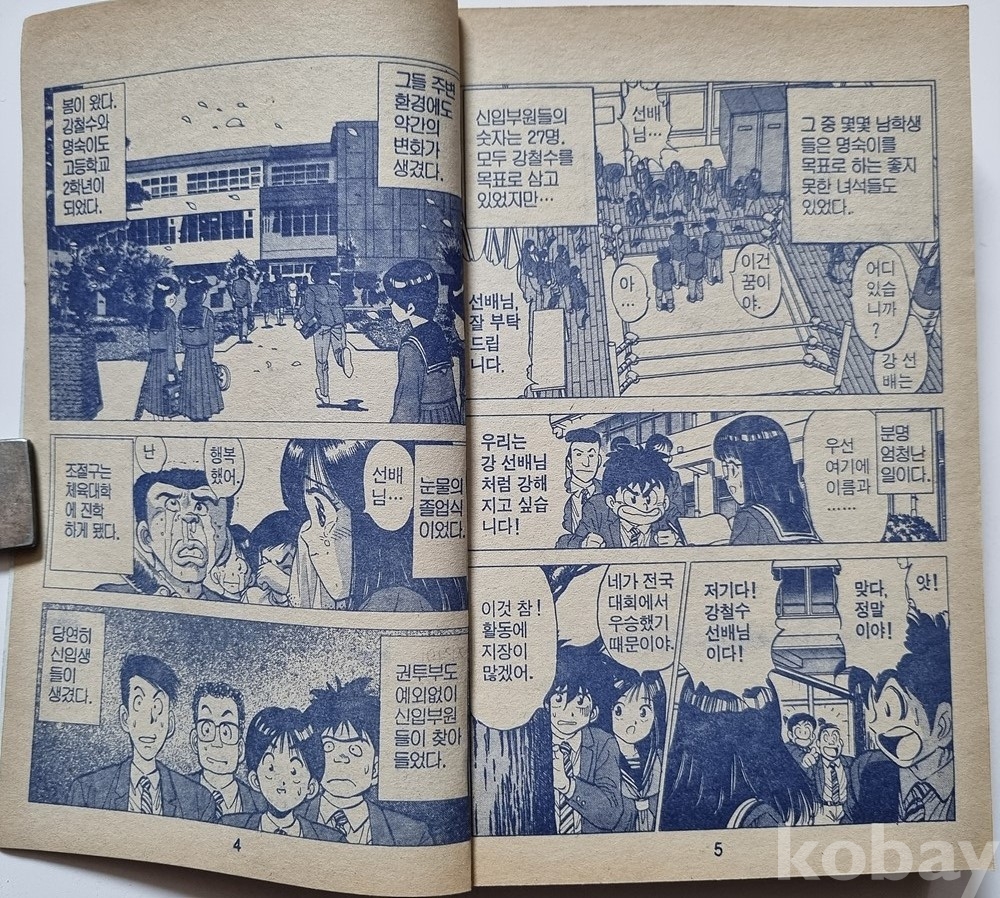 봄이 왔다.
강철수와
명숙이도
고등학교
2학년이
되었다.
그들 주변
환경에도
약간의
변화가
생겼다.
조절구는
체육대학
에 진학
하게 됐다.
난
행복
했어.
선배
님…
눈물의
졸업식
이었다.
당연히
신입생
들이
생겼다.
권투부도
예외없이
신입부원
들이 찾아
들었다.
4
신입부원들의
숫자는 27명.
모두 강철수를
목표로 삼고
있었지만…
선배
님…
그 중 몇몇 남학생
들은 명숙이를
목표로 하는 좋지
못한 녀석들도
있었다.
선배님,
잘 부탁
드립
니다.
아
…
이건
꿈이
야.
어디
있습
니까
?
강 선
배는
우리는
강 선배님
처럼 강해
지고 싶습
니다!
우선
여기에
이름과
……
분명
엄청난
일이다.
이것 참!
활동에
지장이
많겠어.
네가 전국
대회에서
우승했기
때문이야.
저기다!
강철수
선배님
이다!
맞다,
정말
이야!
앗!
5
kobay